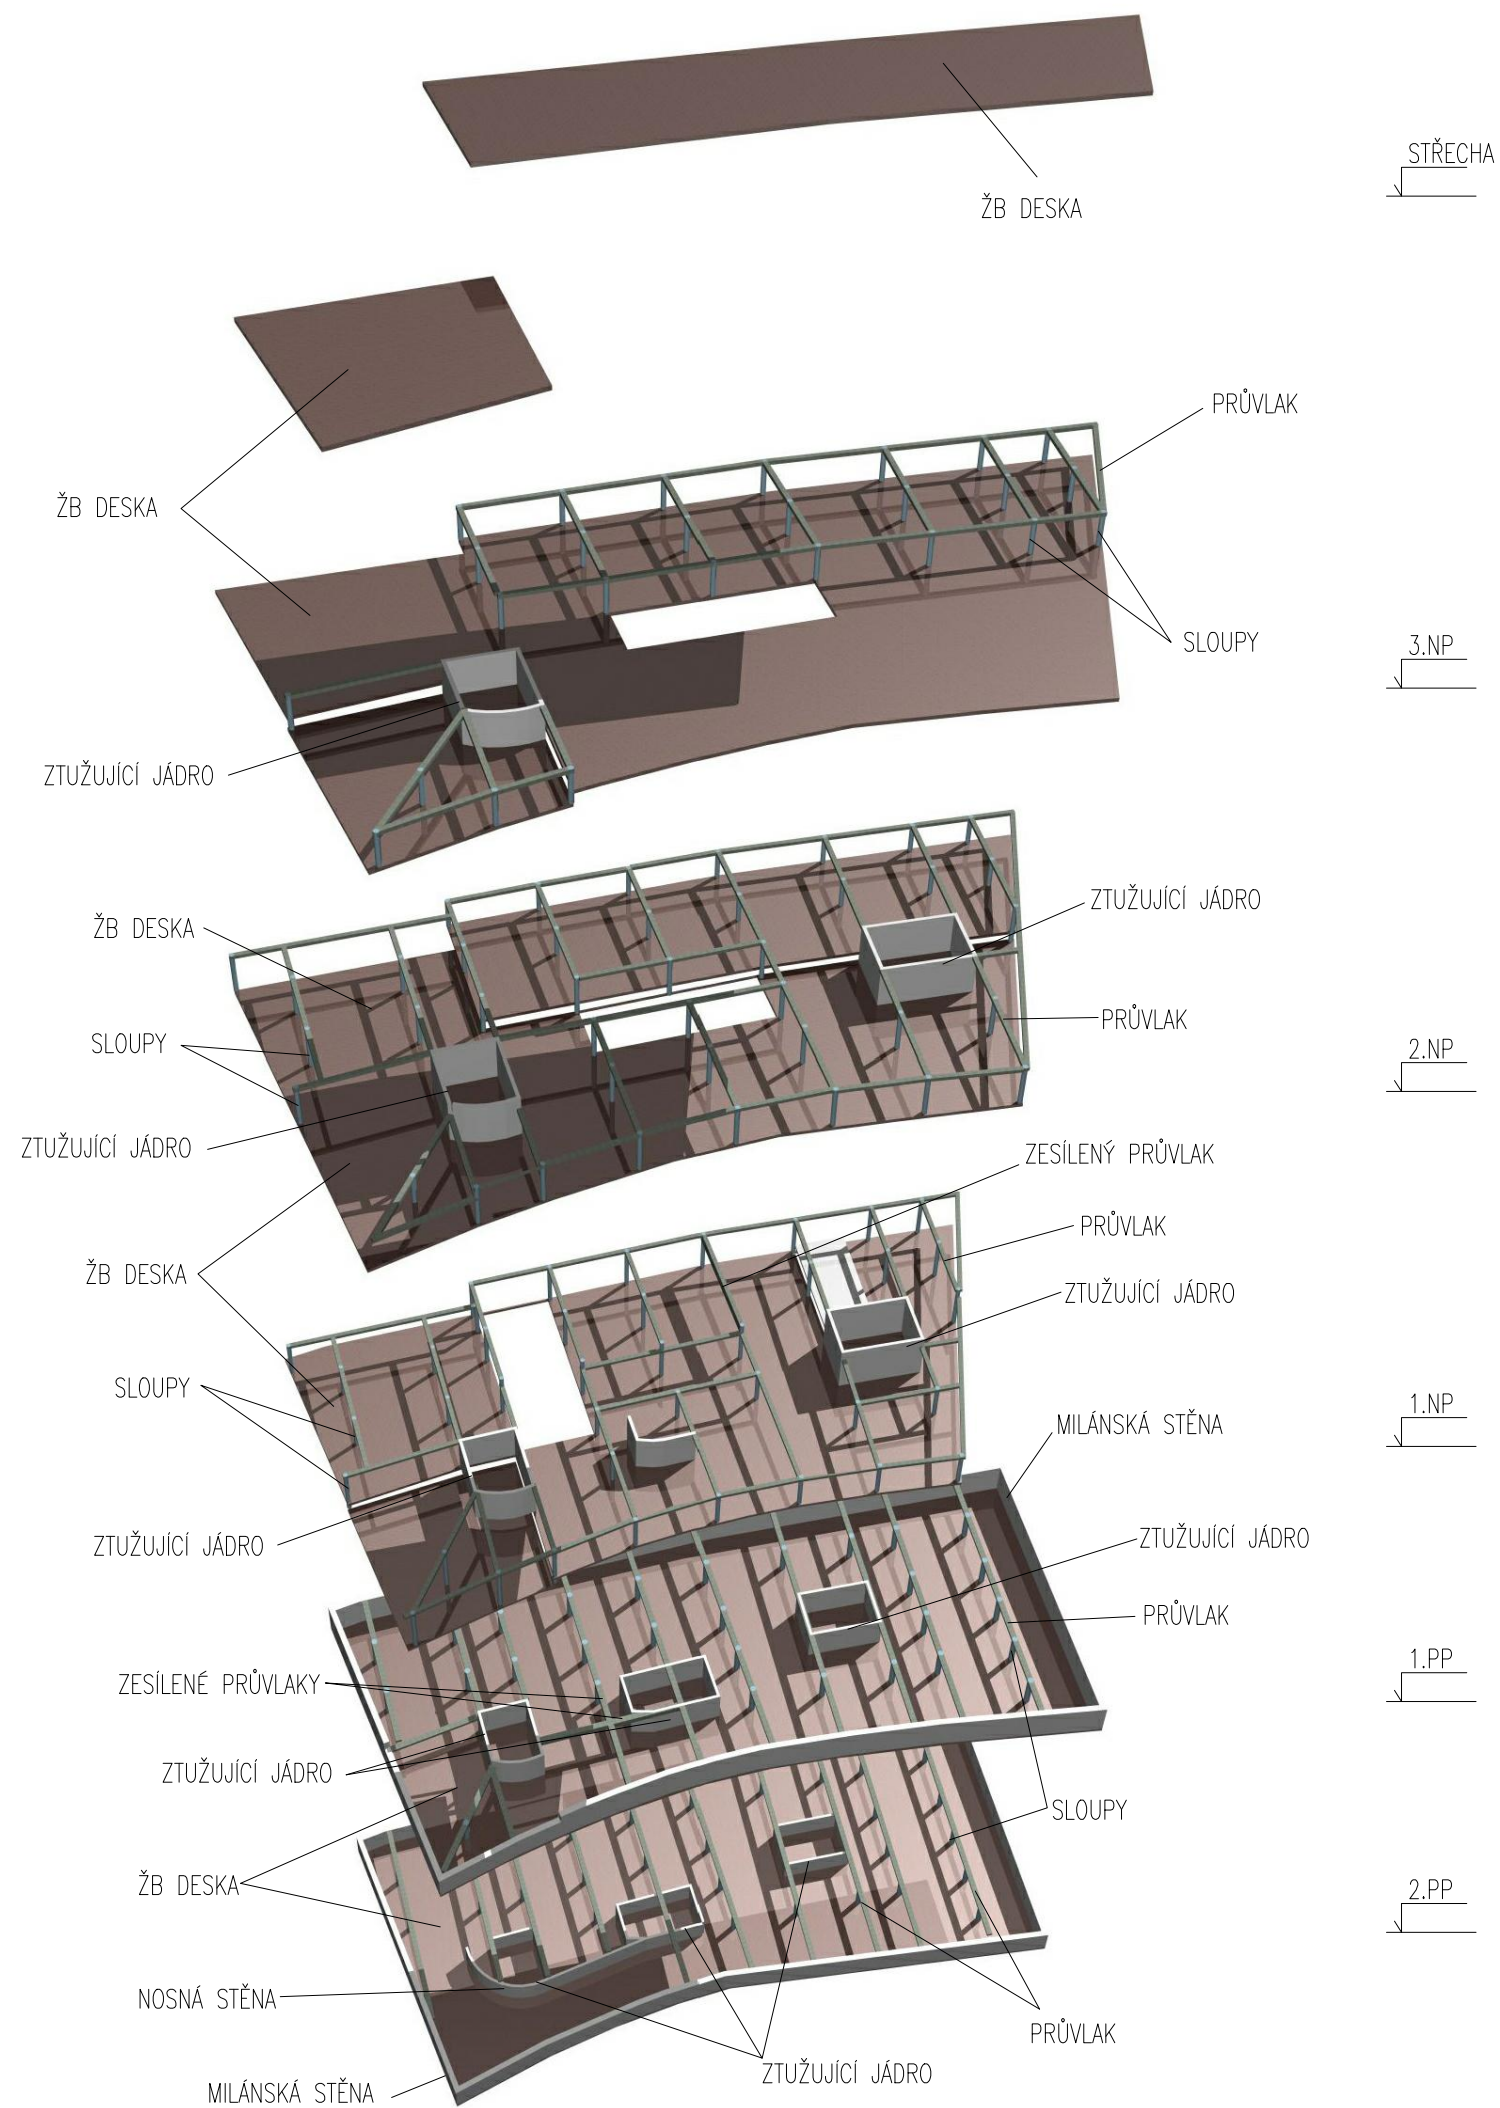 STŘECHA
ŽB DESKA
PRŮVLAK
ŽB DESKA
SLOUPY
3.NP
ZTUŽUJÍCÍ JÁDRO
ZTUŽUJÍCÍ JÁDRO
ŽB DESKA
PRŮVLAK
SLOUPY
2.NP
ZTUŽUJÍCÍ JÁDRO
ZESÍLENÝ PRŮVLAK
PRŮVLAK
ŽB DESKA
ZTUŽUJÍCÍ JÁDRO
SLOUPY
1.NP
MILÁNSKÁ STĚNA
ZTUŽUJÍCÍ JÁDRO
ZTUŽUJÍCÍ JÁDRO
PRŮVLAK
1.PP
ZESÍLENÉ PRŮVLAKY
ZTUŽUJÍCÍ JÁDRO
SLOUPY
ŽB DESKA
2.PP
NOSNÁ STĚNA
PRŮVLAK
ZTUŽUJÍCÍ JÁDRO
MILÁNSKÁ STĚNA